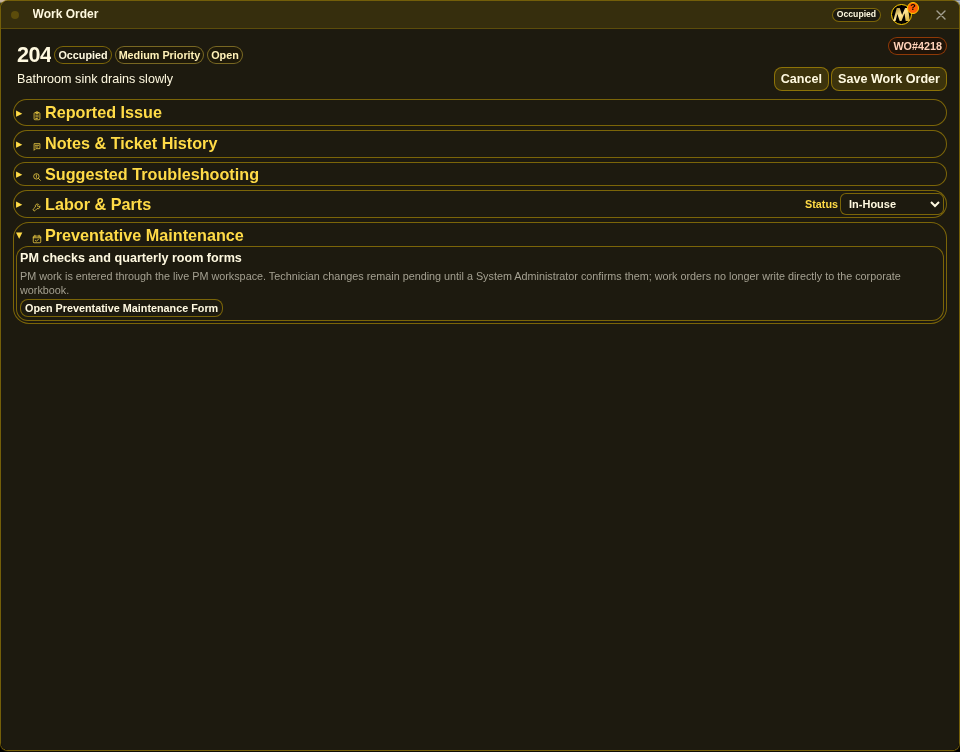 Work Order
Occupied
M?
WO#4218
204 Occupied Medium Priority Open
Bathroom sink drains slowly
Cancel Save Work Order
Reported Issue
Notes & Ticket History
Suggested Troubleshooting
Labor & Parts
Status In-House
Preventative Maintenance
PM checks and quarterly room forms
PM work is entered through the live PM workspace. Technician changes remain pending until a System Administrator confirms them; work orders no longer write directly to the corporate
workbook.
Open Preventative Maintenance Form